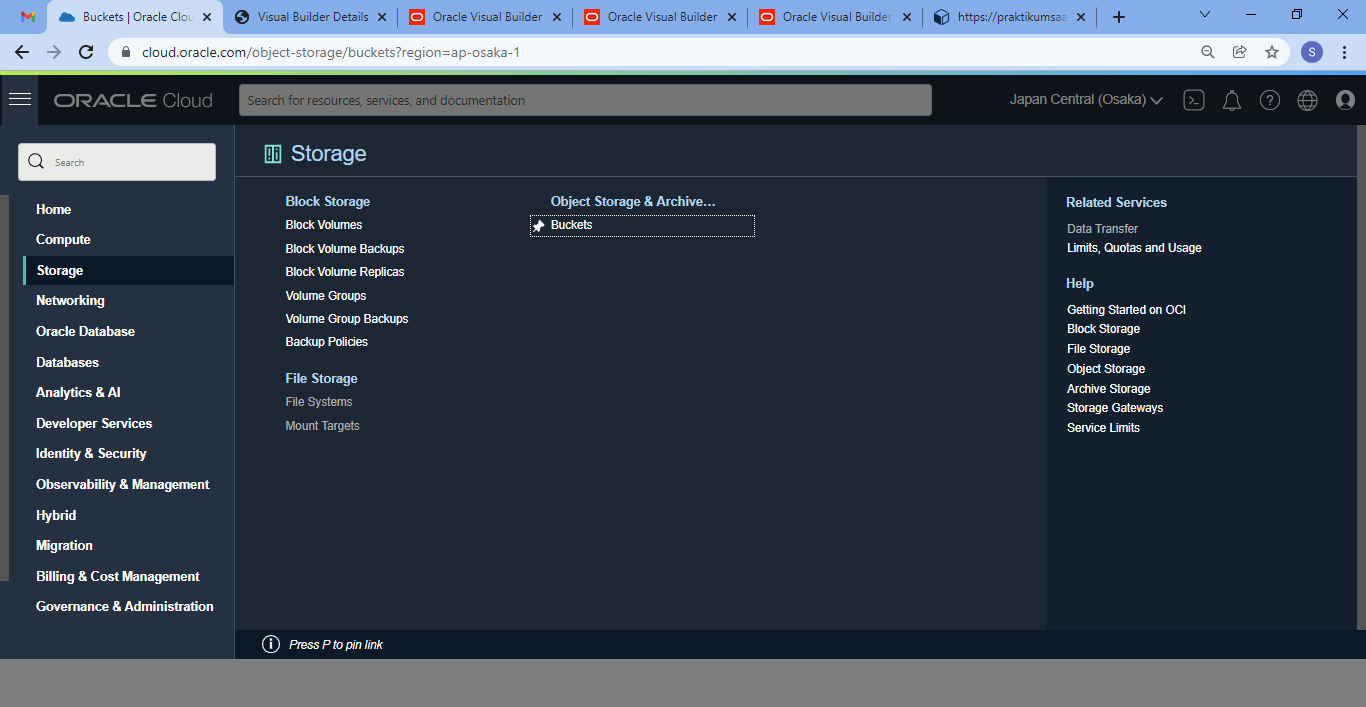 Buckets | Oracle Clou
Visual Builder Details
Oracle Visual Builder
Oracle Visual Builder
Oracle Visual Builder
https://praktikumsaa
cloud.oracle.com/object-storage/buckets?region=ap-osaka-1
S
ORACLE Cloud
Search for resources, services, and documentation
Japan Central (Osaka)
Search
Home
Compute
Storage
Networking
Oracle Database
Databases
Analytics & AI
Developer Services
Identity & Security
Observability & Management
Hybrid
Migration
Billing & Cost Management
Governance & Administration
Storage
Block Storage
Block Volumes
Block Volume Backups
Block Volume Replicas
Volume Groups
Volume Group Backups
Backup Policies
File Storage
File Systems
Mount Targets
Object Storage & Archive...
Buckets
Related Services
Data Transfer
Limits, Quotas and Usage
Help
Getting Started on OCI
Block Storage
File Storage
Object Storage
Archive Storage
Storage Gateways
Service Limits
Press P to pin link